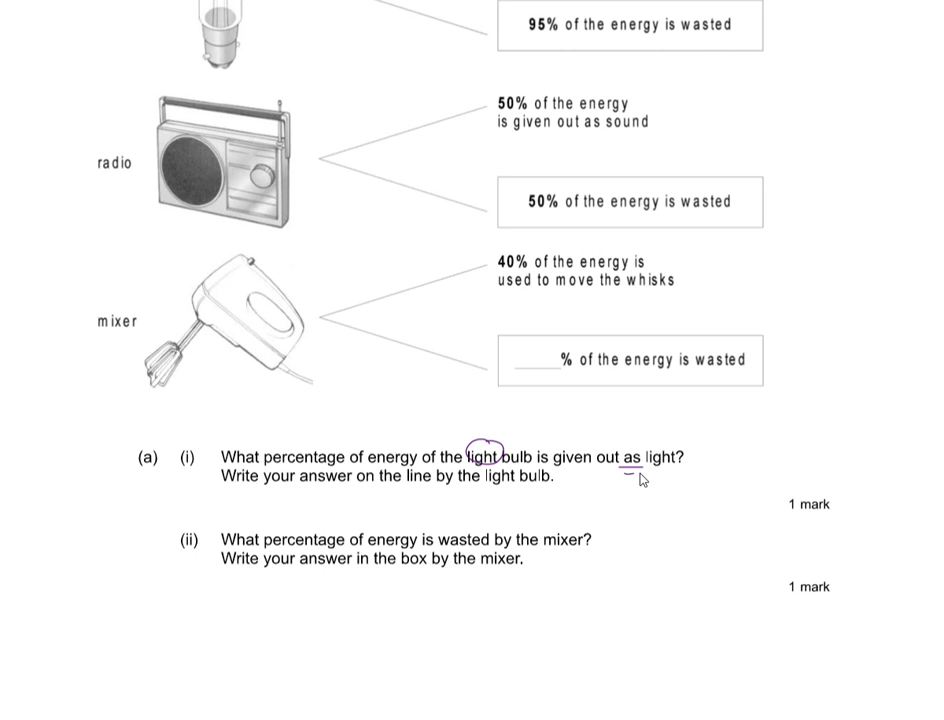 95% of the energy is wasted
50% of the energy
is given out as sound
radio
50% of the energy is wasted
40% of the energy is
used to move the whisks
mixer
_____% of the energy is wasted
(a) (i) What percentage of energy of the light bulb is given out as light?
Write your answer on the line by the light bulb.
1 mark
(ii) What percentage of energy is wasted by the mixer?
Write your answer in the box by the mixer.
1 mark